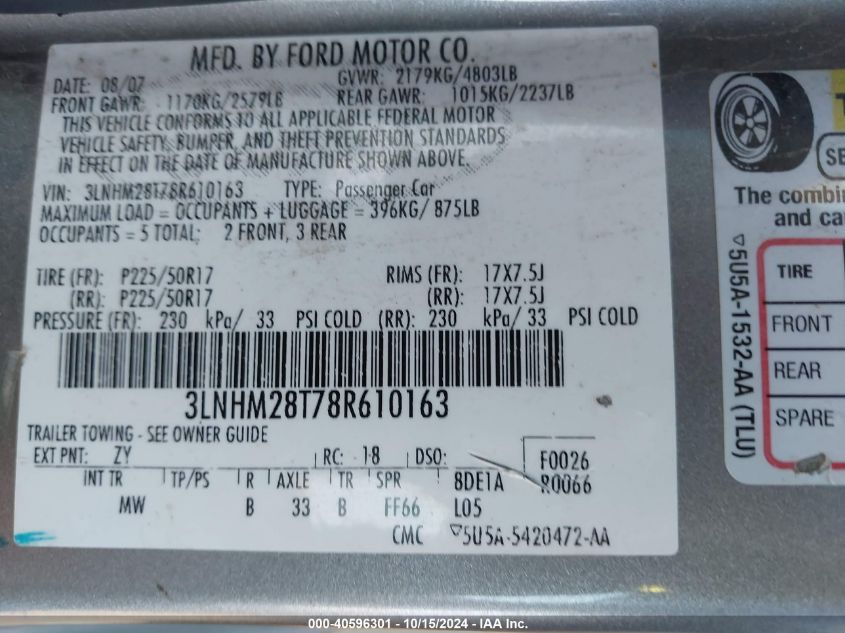 MFD. BY FORD MOTOR CO.
DATE: 08/07 GVWR: 2179KG/4803LB
FRONT GAWR: 1170KG/2579LB REAR GAWR: 1015KG/2237LB
THIS VEHICLE CONFORMS TO ALL APPLICABLE FEDERAL MOTOR
VEHICLE SAFETY, BUMPER, AND THEFT PREVENTION STANDARDS
IN EFFECT ON THE DATE OF MANUFACTURE SHOWN ABOVE.
VIN: 3LNHM28T78R610163 TYPE: Passenger Car
MAXIMUM LOAD = OCCUPANTS + LUGGAGE = 396KG/ 875LB
OCCUPANTS = 5 TOTAL; 2 FRONT, 3 REAR
TIRE (FR): P225/50R17 RIMS (FR): 17X7.5J
(RR): P225/50R17 (RR): 17X7.5J
PRESSURE (FR): 230 kPa/ 33 PSI COLD (RR): 230 kPa/ 33 PSI COLD
3LNHM28T78R610163
TRAILER TOWING - SEE OWNER GUIDE
EXT PNT: ZY RC: 18 DSO: F0026
INT TR TP/PS R AXLE TR SPR 8DE1A R0066
MW B 33 B FF66 L05
CMC 5U5A-5420472-AA
The combin
and ca
5U5A-1532-AA (TLU)
TIRE
FRONT
REAR
SPARE
000-40596301 - 10/15/2024 - IAA Inc.